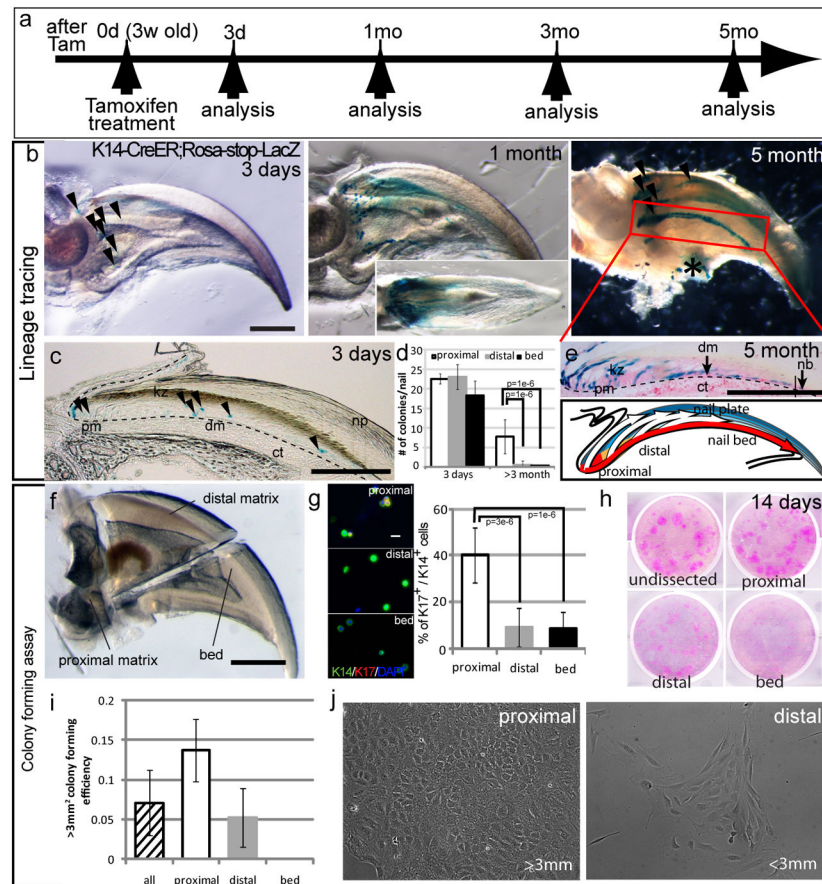 a
after Tam
0d (3w old)
3d
1mo
3mo
5mo
Tamoxifen treatment
analysis
analysis
analysis
analysis
Lineage tracing
b
K14-CreER;Rosa-stop-LacZ
3 days
1 month
5 month
*
c
3 days
kz
pm
dm
np
ct
d
proximal
distal
bed
# of colonies/nail
30
25
20
15
10
5
0
p=1e-6
p=1e-6
3 days
>3 month
e
5 month
dm
nb
kz
pm
ct
nail plate
nail bed
distal
proximal
Colony forming assay
f
distal matrix
proximal matrix
bed
g
proximal
distal
bed
K14/K17/DAPI
% of K17+ / K14+ cells
60
40
20
0
p=1e-6
p=3e-6
proximal
distal
bed
h
14 days
undissected
proximal
distal
bed
i
>3mm² colony forming efficiency
0.2
0.15
0.1
0.05
0
all
proximal
distal
bed
j
proximal
>3mm
distal
<3mm